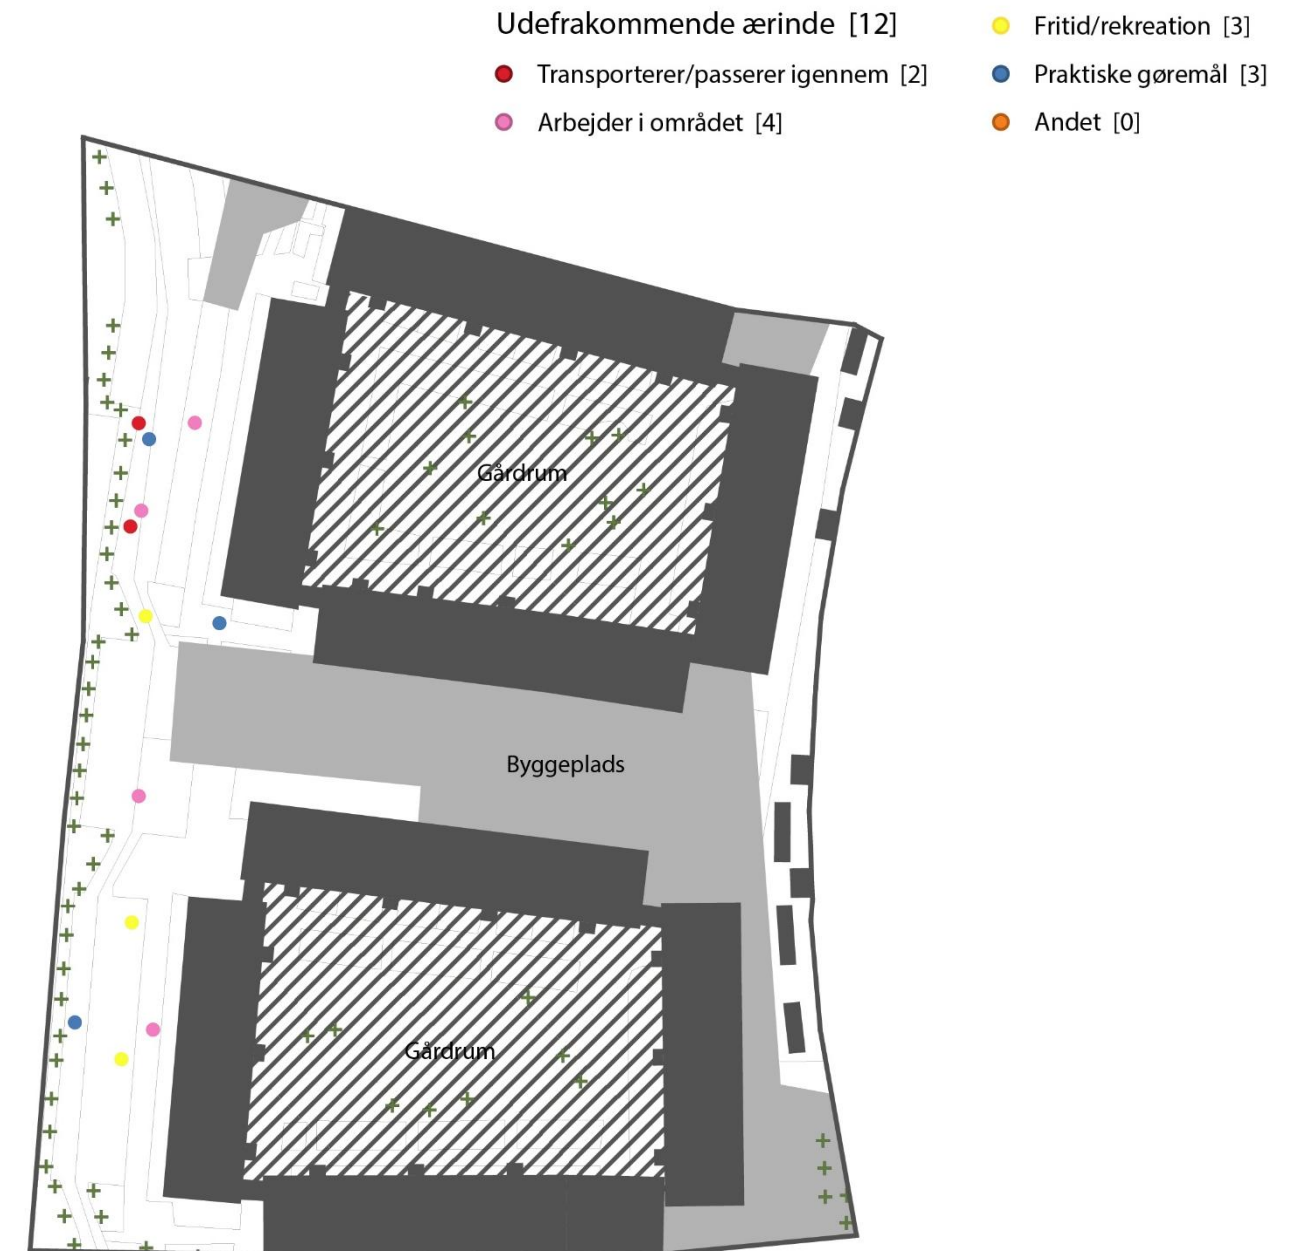 Udefrakommende ærinde [12]
Transporterer/passerer igennem [2]
Arbejder i området [4]
Fritid/rekreation [3]
Praktiske gøremål [3]
Andet [0]
Gårdrum
Byggeplads
Gårdrum